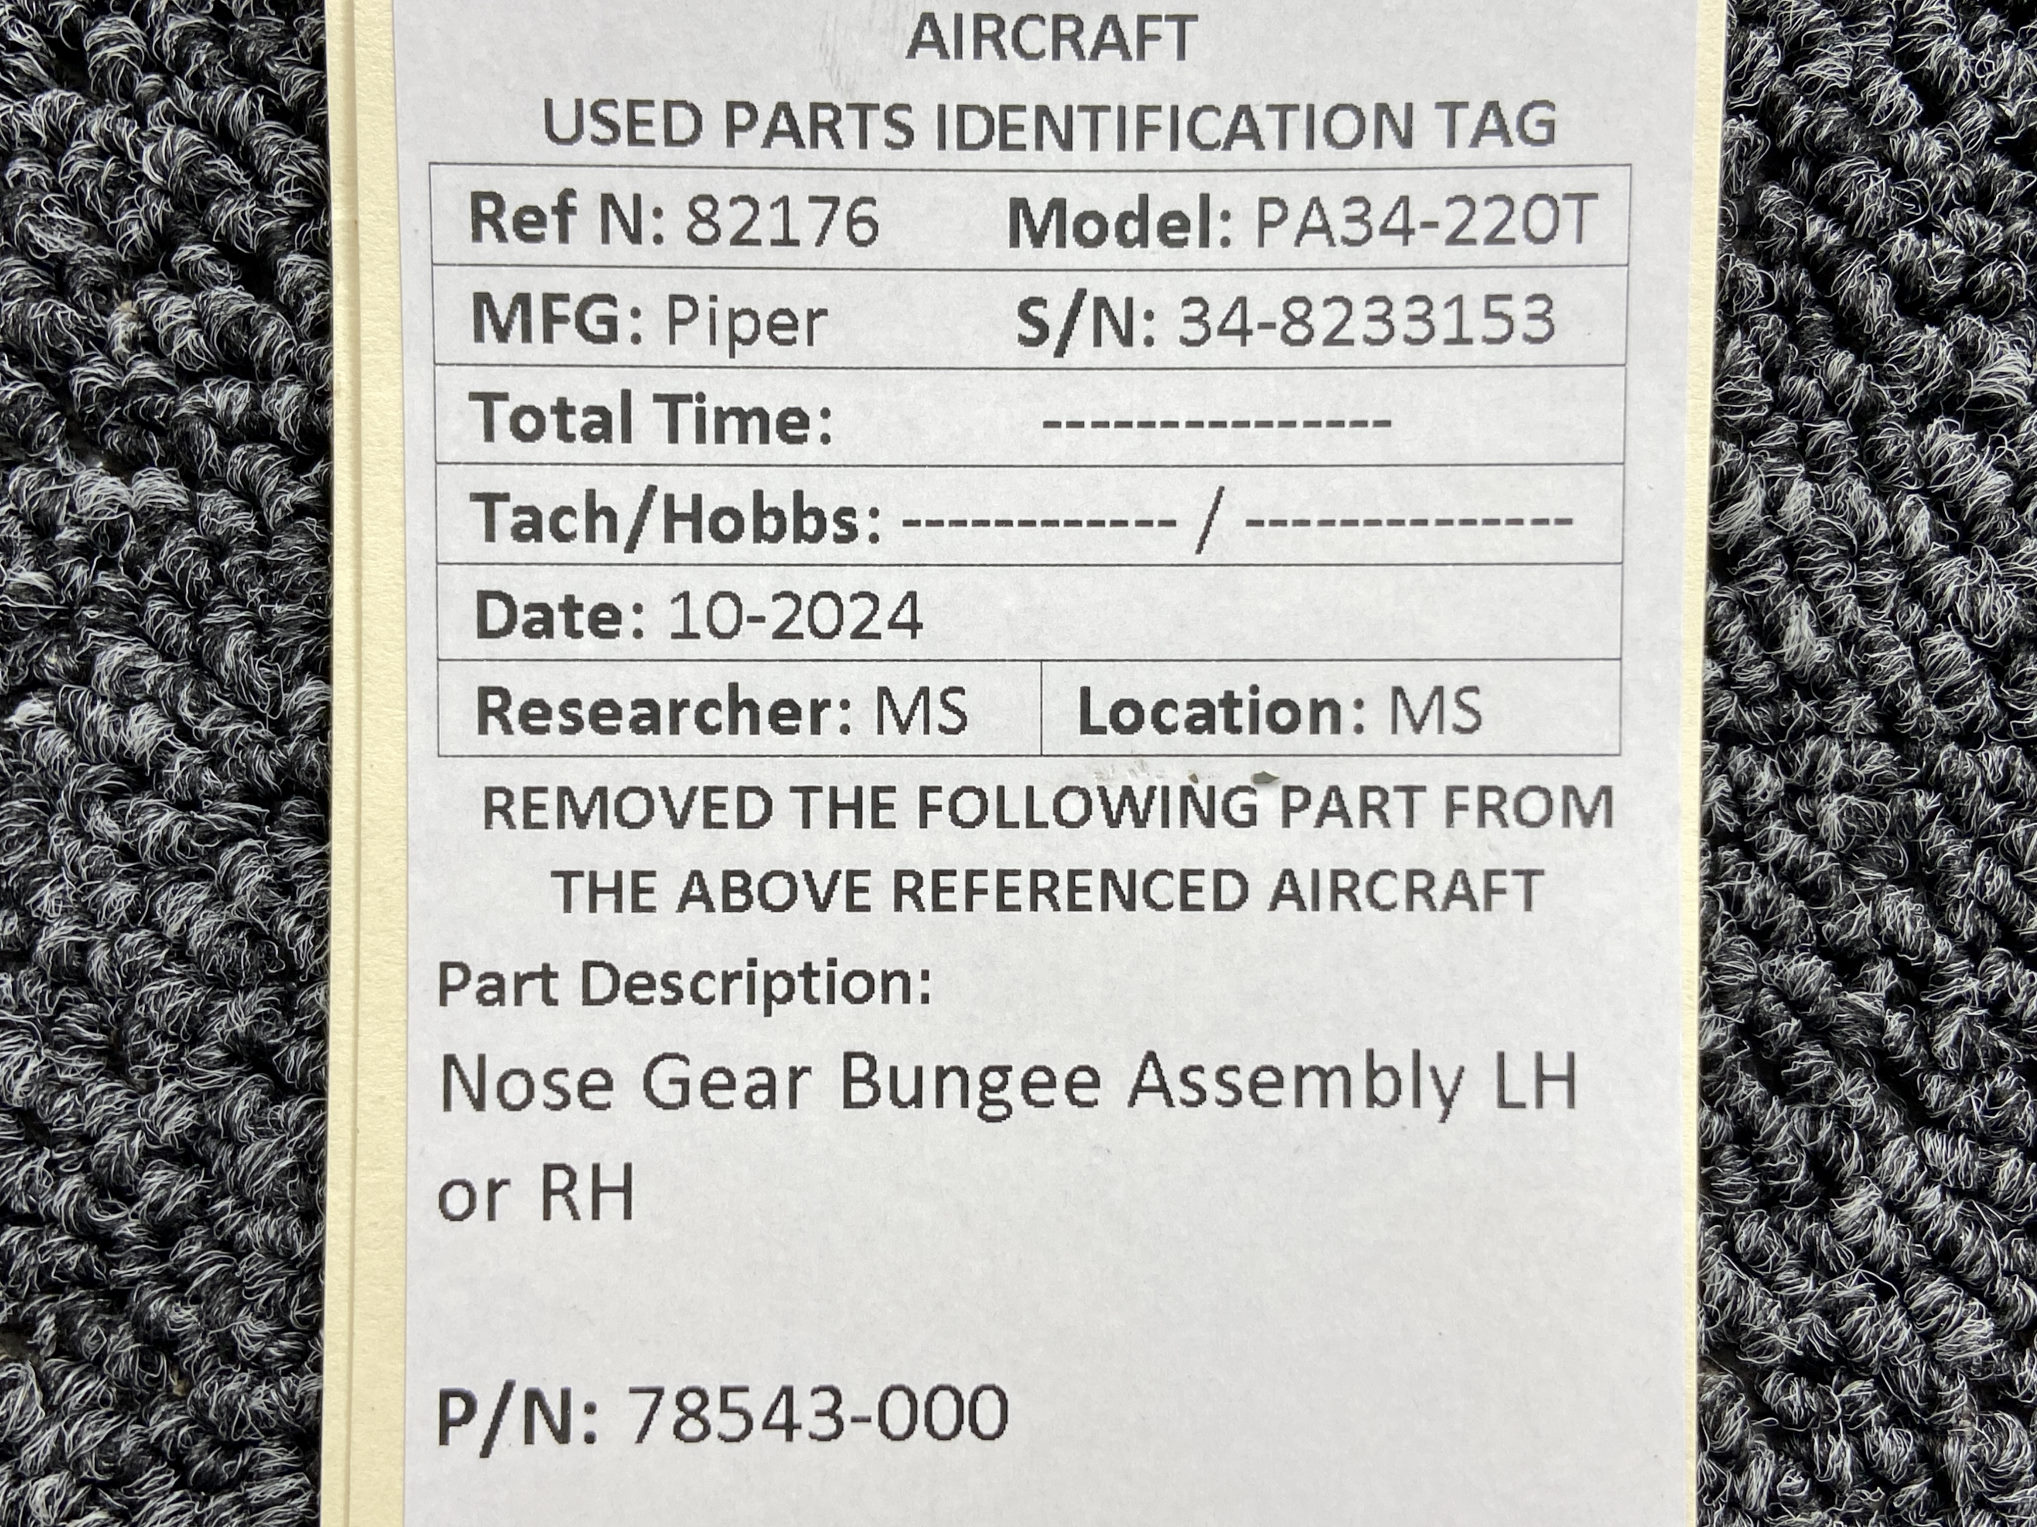 AIRCRAFT
USED PARTS IDENTIFICATION TAG
Ref N: 82176 Model: PA34-220T
MFG: Piper S/N: 34-8233153
Total Time: ---------------
Tach/Hobbs: ------------ / --------------
Date: 10-2024
Researcher: MS Location: MS
REMOVED THE FOLLOWING PART FROM
THE ABOVE REFERENCED AIRCRAFT
Part Description:
Nose Gear Bungee Assembly LH
or RH
P/N: 78543-000